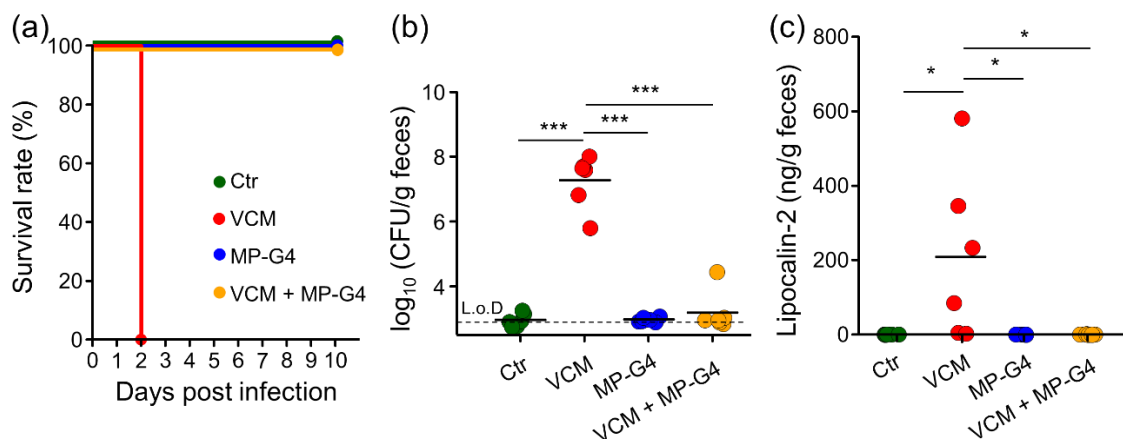 (a)
Survival rate (%)
100
80
60
40
20
0
0 1 2 3 4 5 6 7 8 9 10
Days post infection
Ctr
VCM
MP-G4
VCM + MP-G4
(b)
log₁₀ (CFU/g feces)
10
8
6
4
L.o.D
***
***
***
Ctr
VCM
MP-G4
VCM + MP-G4
(c)
Lipocalin-2 (ng/g feces)
800
600
400
200
0
*
*
*
Ctr
VCM
MP-G4
VCM + MP-G4